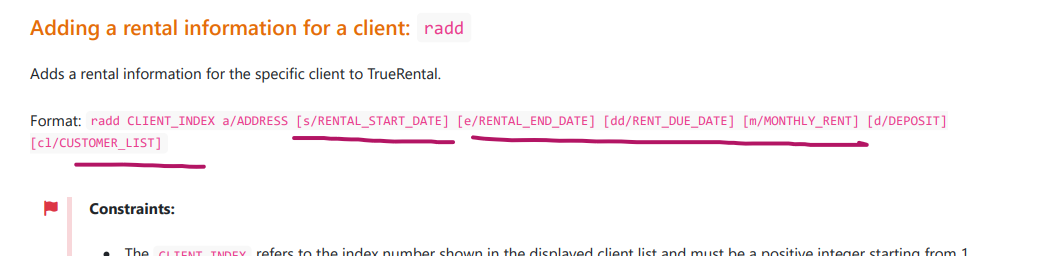 Adding a rental information for a client: radd
Adds a rental information for the specific client to TrueRental.
Format: radd CLIENT_INDEX a/ADDRESS [s/RENTAL_START_DATE] [e/RENTAL_END_DATE] [dd/RENT_DUE_DATE] [m/MONTHLY_RENT] [d/DEPOSIT]
[cl/CUSTOMER_LIST]
Constraints:
The CLIENT_INDEX refers to the index number shown in the displayed client list and must be a positive integer starting from 1